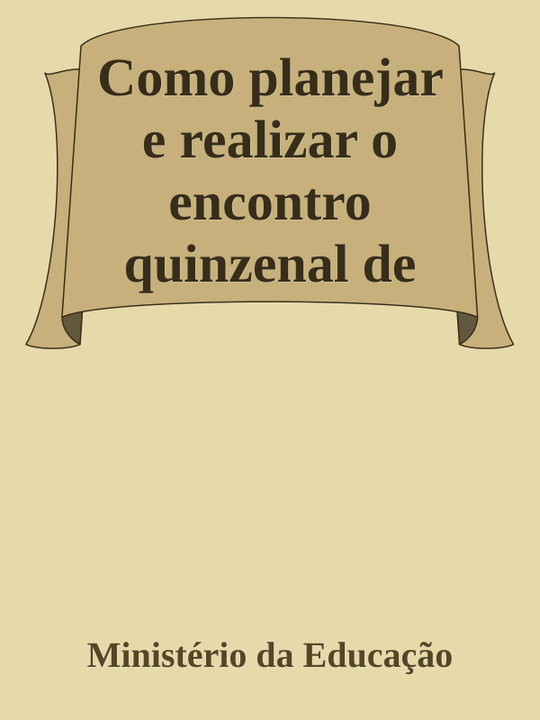 Como planejar
e realizar o
encontro
quinzenal de
Ministério da Educação